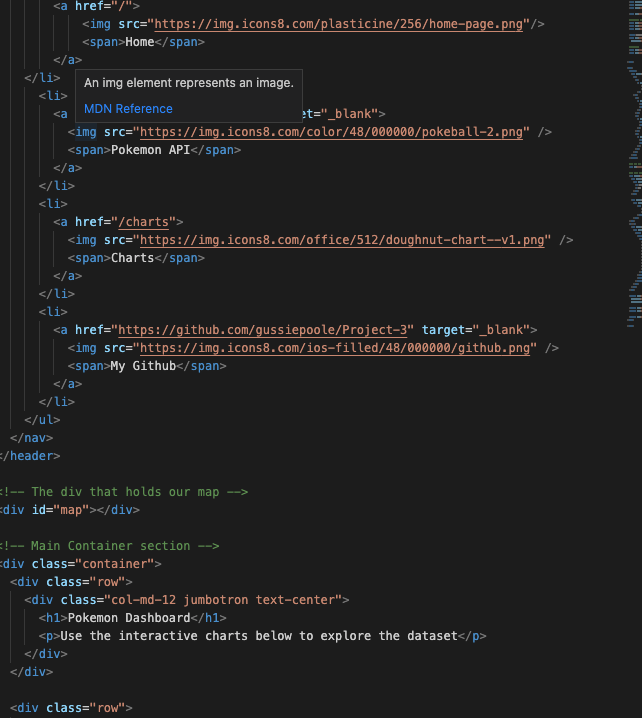 <a href="/">
<img src="https://img.icons8.com/plasticine/256/home-page.png"/>
<span>Home</span>
</a>
</li>
An img element represents an image.
<li>
MDN Reference
<a et="_blank">
<img src="https://img.icons8.com/color/48/000000/pokeball-2.png" />
<span>Pokemon API</span>
</a>
</li>
<li>
<a href="/charts">
<img src="https://img.icons8.com/office/512/doughnut-chart--v1.png" />
<span>Charts</span>
</a>
</li>
<li>
<a href="https://github.com/gussiepoole/Project-3" target="_blank">
<img src="https://img.icons8.com/ios-filled/48/000000/github.png" />
<span>My Github</span>
</a>
</li>
</ul>
</nav>
</header>
<!-- The div that holds our map -->
<div id="map"></div>
<!-- Main Container section -->
<div class="container">
<div class="row">
<div class="col-md-12 jumbotron text-center">
<h1>Pokemon Dashboard</h1>
<p>Use the interactive charts below to explore the dataset</p>
</div>
</div>
<div class="row">